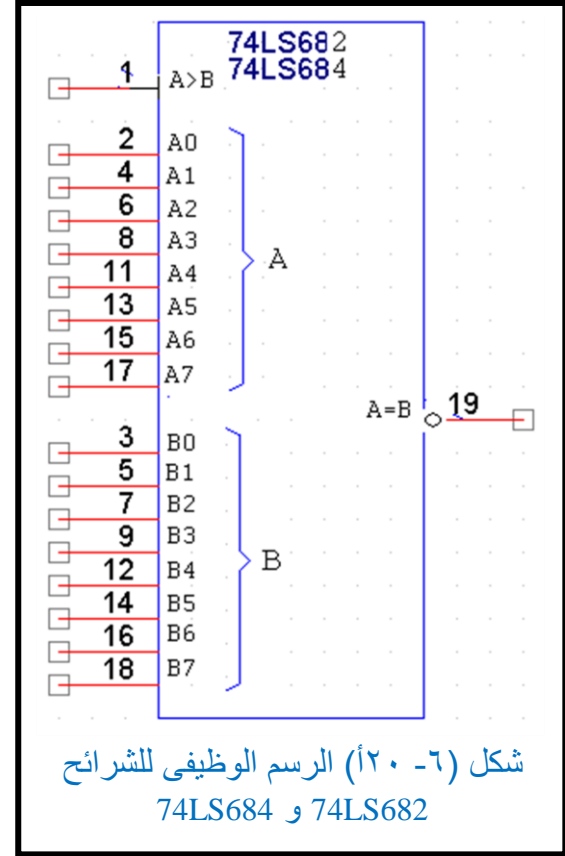 74LS682
74LS684
1 A>B
2 A0
4 A1
6 A2
8 A3
11 A4
13 A5
15 A6
17 A7
A
A=B 19
3 B0
5 B1
7 B2
9 B3
12 B4
14 B5
16 B6
18 B7
B
شكل (٦- ٢٠أ) الرسم الوظيفى للشرائح
74LS682 و 74LS684